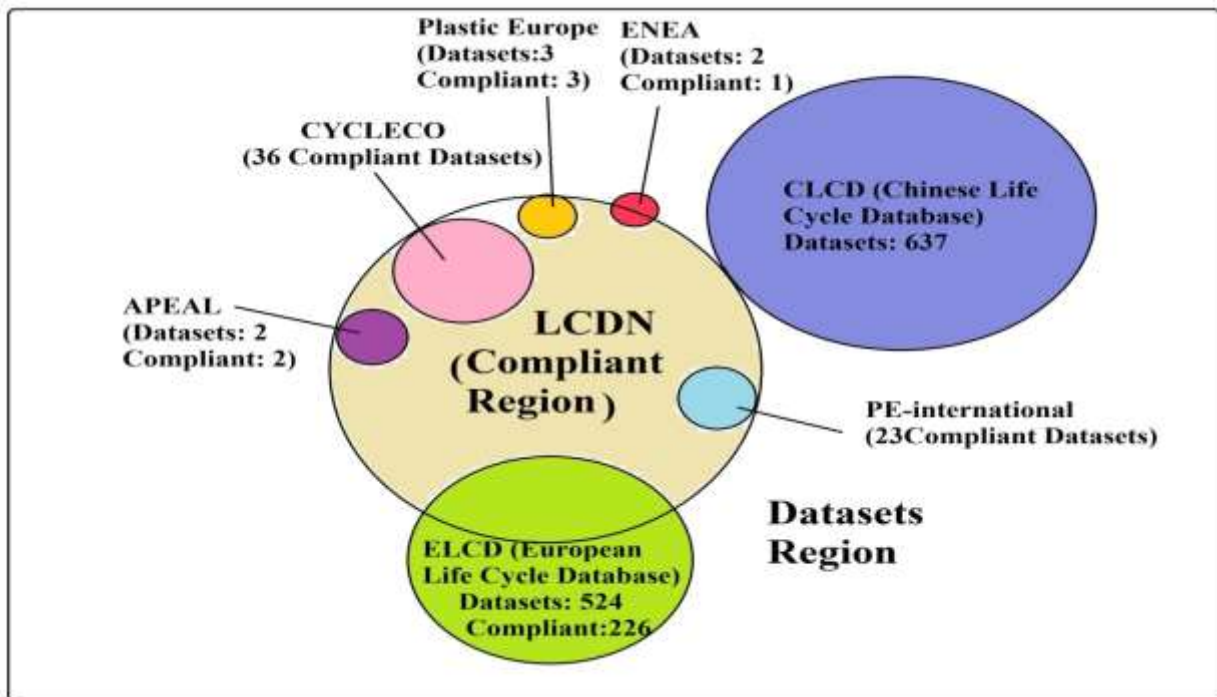 Plastic Europe
(Datasets:3
Compliant: 3)
ENEA
(Datasets: 2
Compliant: 1)
CYCLECO
(36 Compliant Datasets)
CLCD (Chinese Life
Cycle Database)
Datasets: 637
APEAL
(Datasets: 2
Compliant: 2)
LCDN
(Compliant
Region)
PE-international
(23Compliant Datasets)
Datasets
Region
ELCD (European
Life Cycle Database)
Datasets: 524
Compliant:226